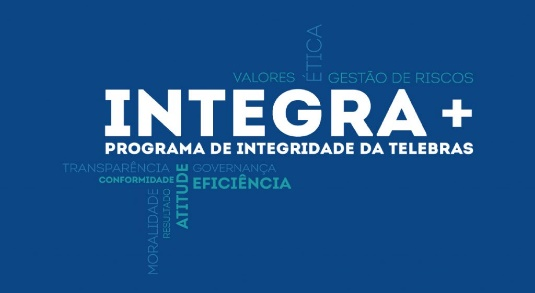 ÉTICA
VALORES
GESTÃO DE RISCOS
INTEGRA +
PROGRAMA DE INTEGRIDADE DA TELEBRAS
TRANSPARÊNCIA
GOVERNANÇA
CONFORMIDADE
ATITUDE
EFICIÊNCIA
MORALIDADE
RESULTADO